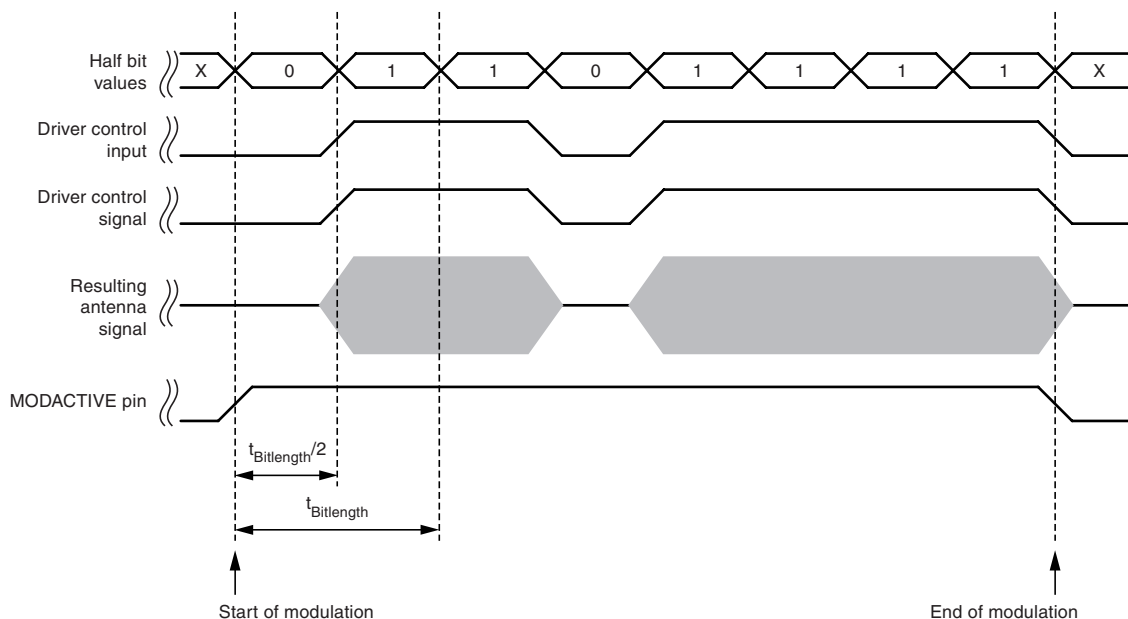 Half bit
values
X 0 1 1 0 1 1 1 1 X
Driver control
input
Driver control
signal
Resulting
antenna
signal
MODACTIVE pin
tBitlength/2
tBitlength
Start of modulation
End of modulation